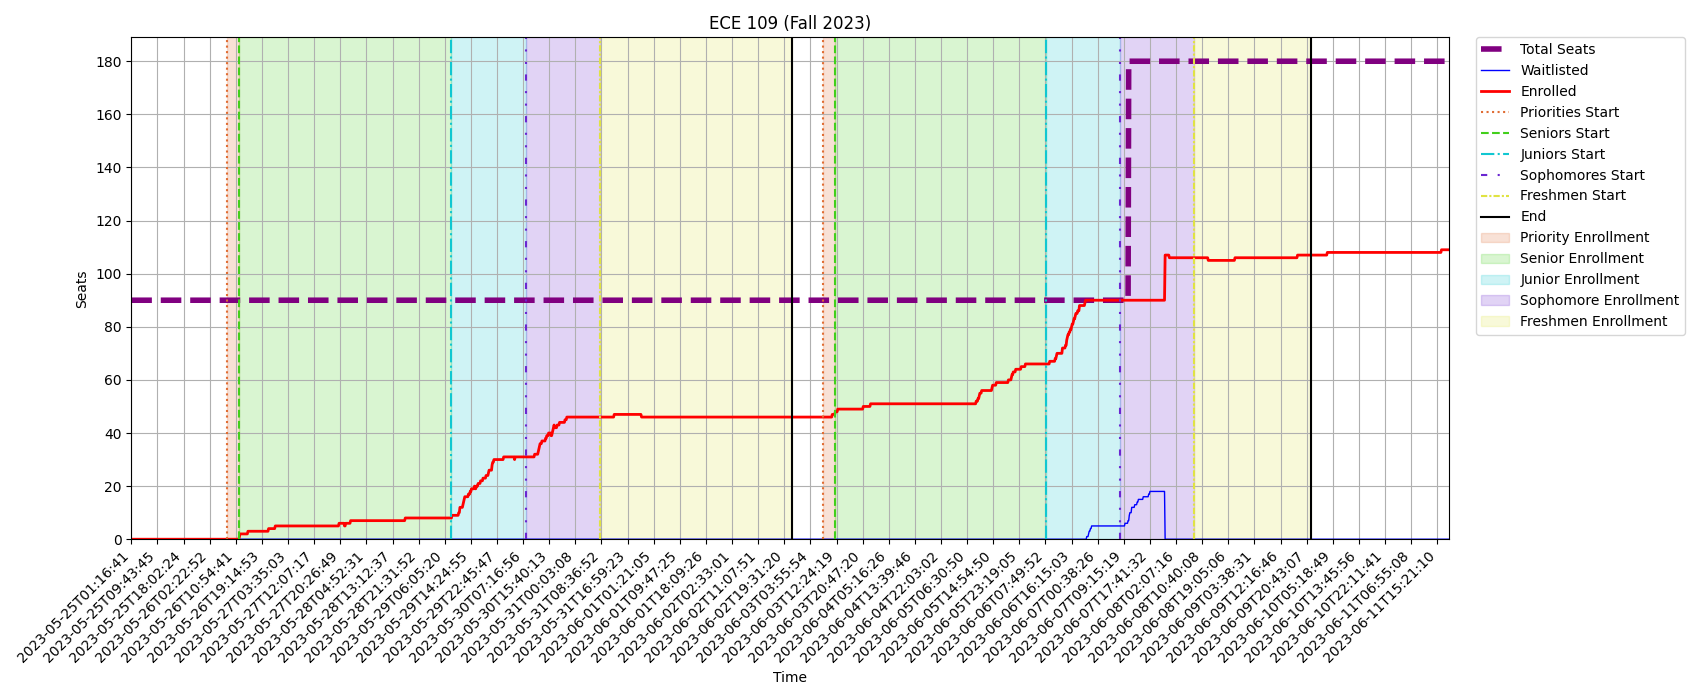 ECE 109 (Fall 2023)
Seats
180
160
140
120
100
80
60
40
20
0
2023-05-25T01:16:41
2023-05-25T09:43:45
2023-05-25T18:02:24
2023-05-26T02:22:52
2023-05-26T10:54:41
2023-05-26T19:14:53
2023-05-27T03:35:03
2023-05-27T12:07:17
2023-05-27T20:26:49
2023-05-28T04:52:31
2023-05-28T13:12:37
2023-05-28T21:31:52
2023-05-29T06:05:20
2023-05-29T14:24:55
2023-05-29T22:45:47
2023-05-30T07:16:56
2023-05-30T15:40:13
2023-05-31T00:03:08
2023-05-31T08:36:52
2023-05-31T16:59:23
2023-06-01T01:21:05
2023-06-01T09:47:25
2023-06-01T18:09:26
2023-06-02T02:33:01
2023-06-02T11:07:51
2023-06-02T19:31:20
2023-06-03T03:55:54
2023-06-03T12:24:19
2023-06-03T20:47:20
2023-06-04T05:16:26
2023-06-04T13:39:46
2023-06-04T22:03:02
2023-06-05T06:30:50
2023-06-05T14:54:50
2023-06-05T23:19:05
2023-06-06T07:49:52
2023-06-06T16:15:03
2023-06-07T00:38:26
2023-06-07T09:15:19
2023-06-07T17:41:32
2023-06-08T02:07:16
2023-06-08T10:40:08
2023-06-08T19:05:06
2023-06-09T03:38:31
2023-06-09T12:16:46
2023-06-09T20:43:07
2023-06-10T05:18:49
2023-06-10T13:45:56
2023-06-10T22:11:41
2023-06-11T06:55:08
2023-06-11T15:21:10
Time
Total Seats
Waitlisted
Enrolled
Priorities Start
Seniors Start
Juniors Start
Sophomores Start
Freshmen Start
End
Priority Enrollment
Senior Enrollment
Junior Enrollment
Sophomore Enrollment
Freshmen Enrollment